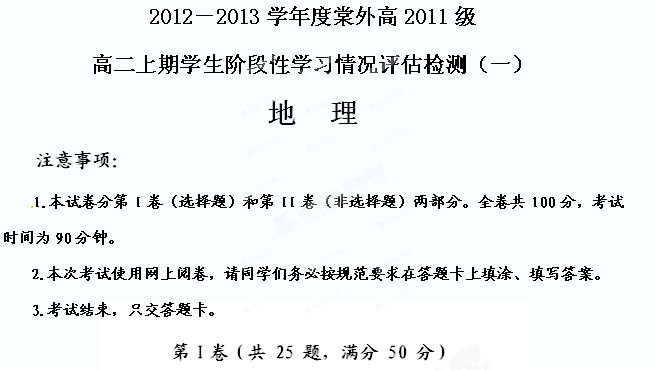 2012－2013 学年度棠外高 2011 级
高二上期学生阶段性学习情况评估检测（一）
地 理
注意事项：
1.本试卷分第 I 卷（选择题）和第 II 卷（非选择题）两部分。全卷共 100 分，考试
时间为 90 分钟。
2.本次考试使用网上阅卷，请同学们务必按规范要求在答题卡上填涂、填写答案。
3.考试结束，只交答题卡。
第 I 卷（共 25 题，满分 50 分）